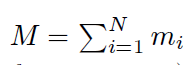 M = ∑_{i=1}^{N} m_i